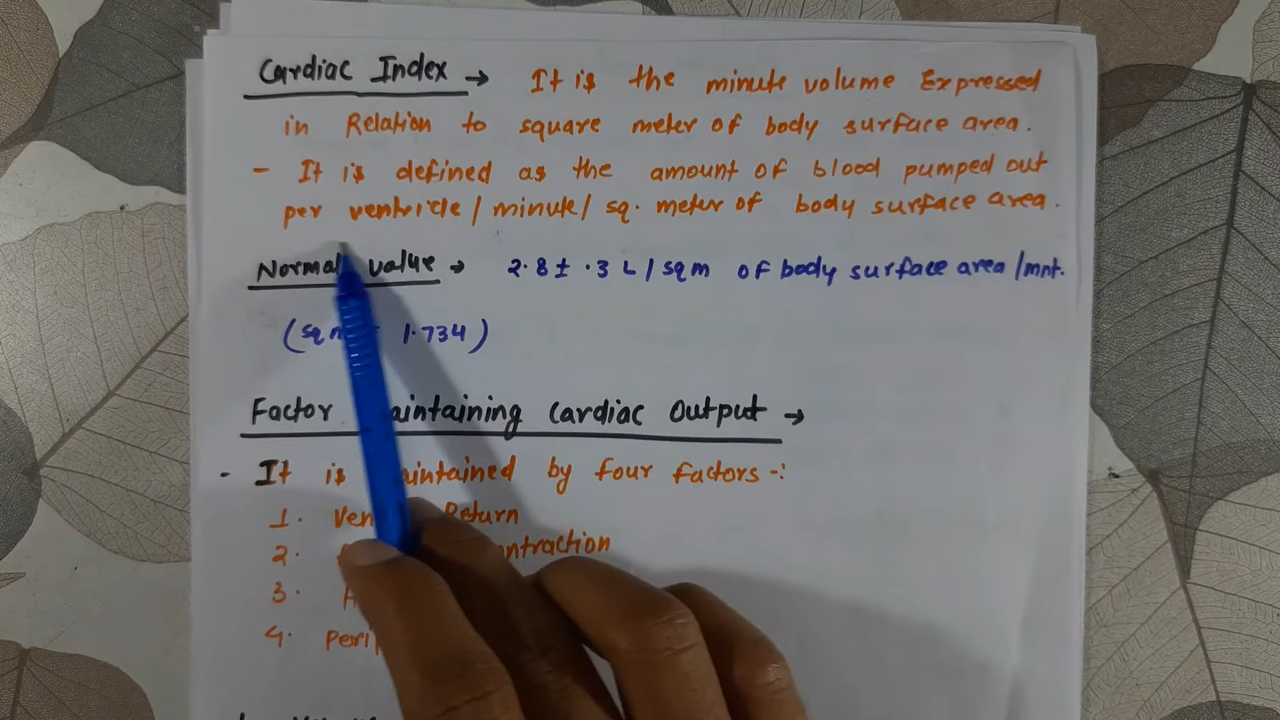 Cardiac Index → It is the minute volume Expressed
in Relation to square meter of body surface area.
- It is defined as the amount of blood pumped out
per ventricle / minute / sq. meter of body surface area.
Normal value → 2.8 ± .3 L / sqm of body surface area / mnt.
(sq 1.734)
Factor Cardiac Output →
- It is by four factors -:
1. Return
2.
3.
4.